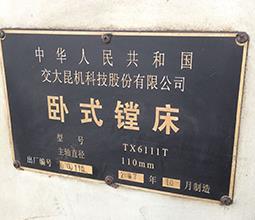 中华人民共和国
交大昆机科技股份有限公司
卧式镗床
型号 TX6111T
主轴直径 110mm
出厂编号 年10月制造